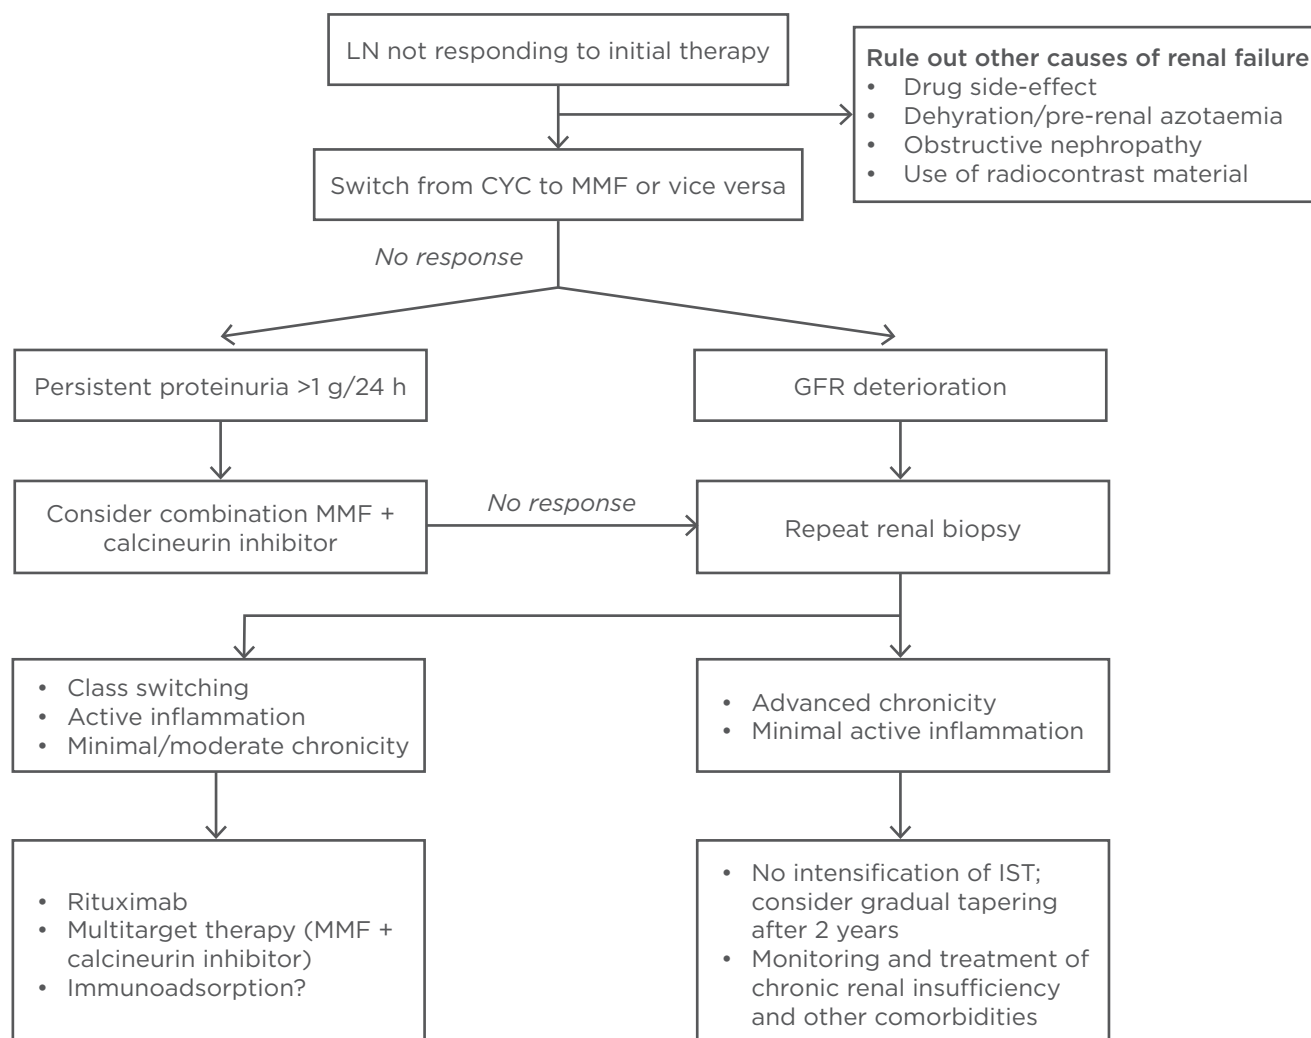 LN not responding to initial therapy
Rule out other causes of renal failure
• Drug side-effect
• Dehyration/pre-renal azotaemia
• Obstructive nephropathy
• Use of radiocontrast material
Switch from CYC to MMF or vice versa
No response
Persistent proteinuria >1 g/24 h
GFR deterioration
Consider combination MMF +
calcineurin inhibitor
No response
Repeat renal biopsy
• Class switching
• Active inflammation
• Minimal/moderate chronicity
• Advanced chronicity
• Minimal active inflammation
• Rituximab
• Multitarget therapy (MMF +
calcineurin inhibitor)
• Immunoadsorption?
• No intensification of IST;
consider gradual tapering
after 2 years
• Monitoring and treatment of
chronic renal insufficiency
and other comorbidities